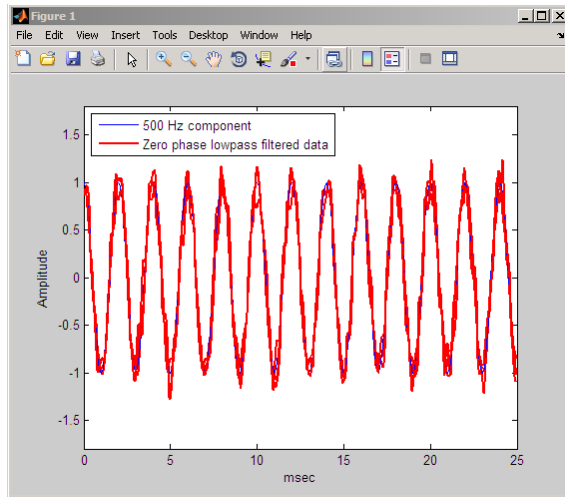 Figure 1
File Edit View Insert Tools Desktop Window Help
1.5
1
0.5
0
-0.5
-1
-1.5
Amplitude
500 Hz component
Zero phase lowpass filtered data
0 5 10 15 20 25
msec